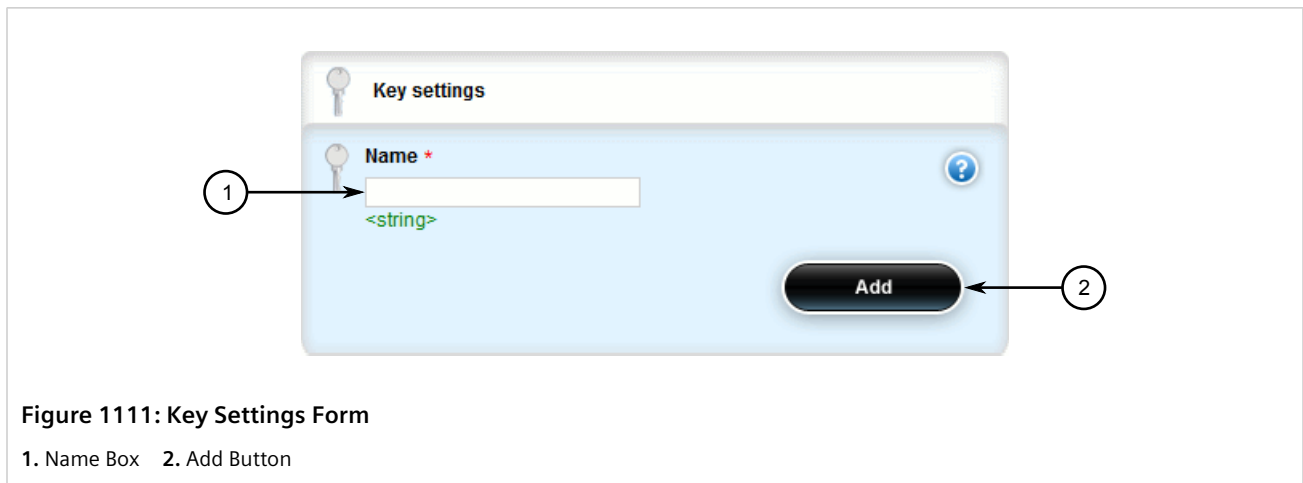 Key settings
Name *
?
1
<string>
Add
2
Figure 1111: Key Settings Form
1. Name Box 2. Add Button